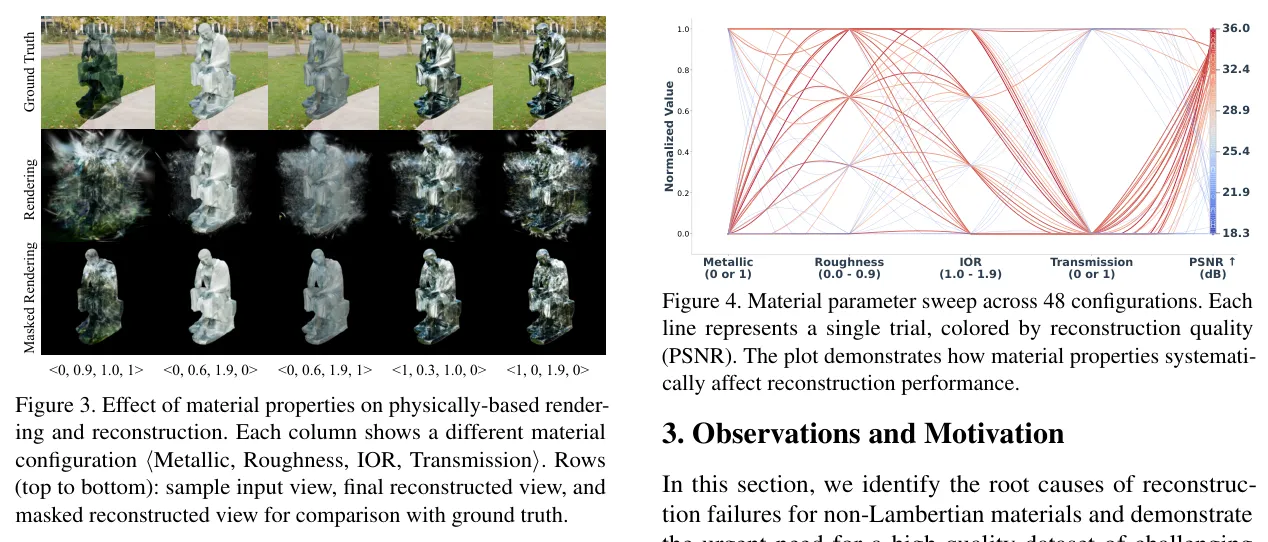 Ground Truth
Rendering
Masked Rendering
<0, 0.9, 1.0, 1> <0, 0.6, 1.9, 0> <0, 0.6, 1.9, 1> <1, 0.3, 1.0, 0> <1, 0, 1.9, 0>
Figure 3. Effect of material properties on physically-based render-
ing and reconstruction. Each column shows a different material
configuration ⟨Metallic, Roughness, IOR, Transmission⟩. Rows
(top to bottom): sample input view, final reconstructed view, and
masked reconstructed view for comparison with ground truth.
Normalized Value
1.0
0.8
0.6
0.4
0.2
0.0
36.0
32.4
28.9
25.4
21.9
18.3
Metallic Roughness IOR Transmission PSNR ↑
(0 or 1) (0.0 - 0.9) (1.0 - 1.9) (0 or 1) (dB)
Figure 4. Material parameter sweep across 48 configurations. Each
line represents a single trial, colored by reconstruction quality
(PSNR). The plot demonstrates how material properties systemati-
cally affect reconstruction performance.
3. Observations and Motivation
In this section, we identify the root causes of reconstruc-
tion failures for non-Lambertian materials and demonstrate
the urgent need for a high-quality dataset of challenging